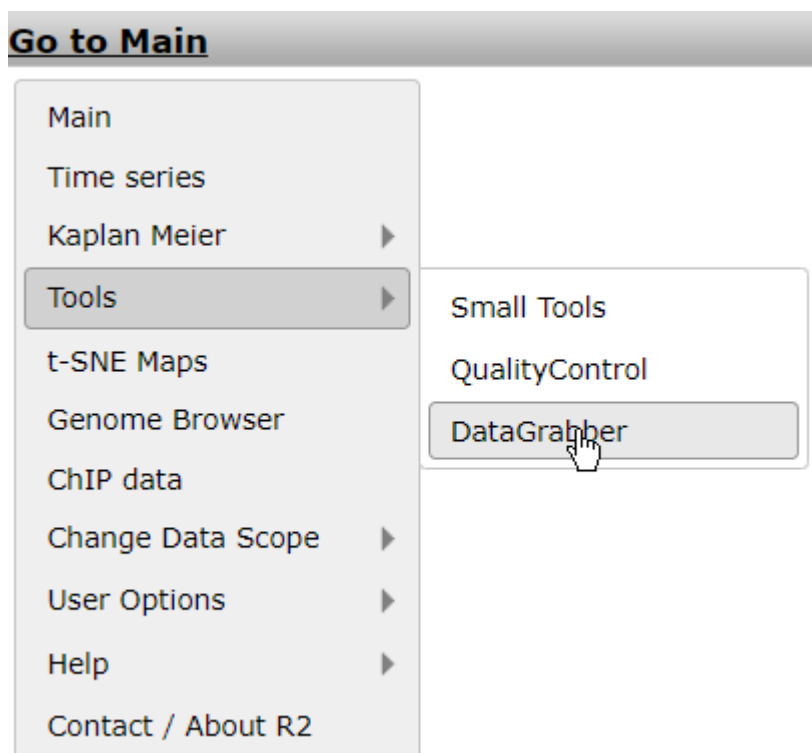 Go to Main
Main
Time series
Kaplan Meier
Tools
Small Tools
QualityControl
DataGrabber
t-SNE Maps
Genome Browser
ChIP data
Change Data Scope
User Options
Help
Contact / About R2